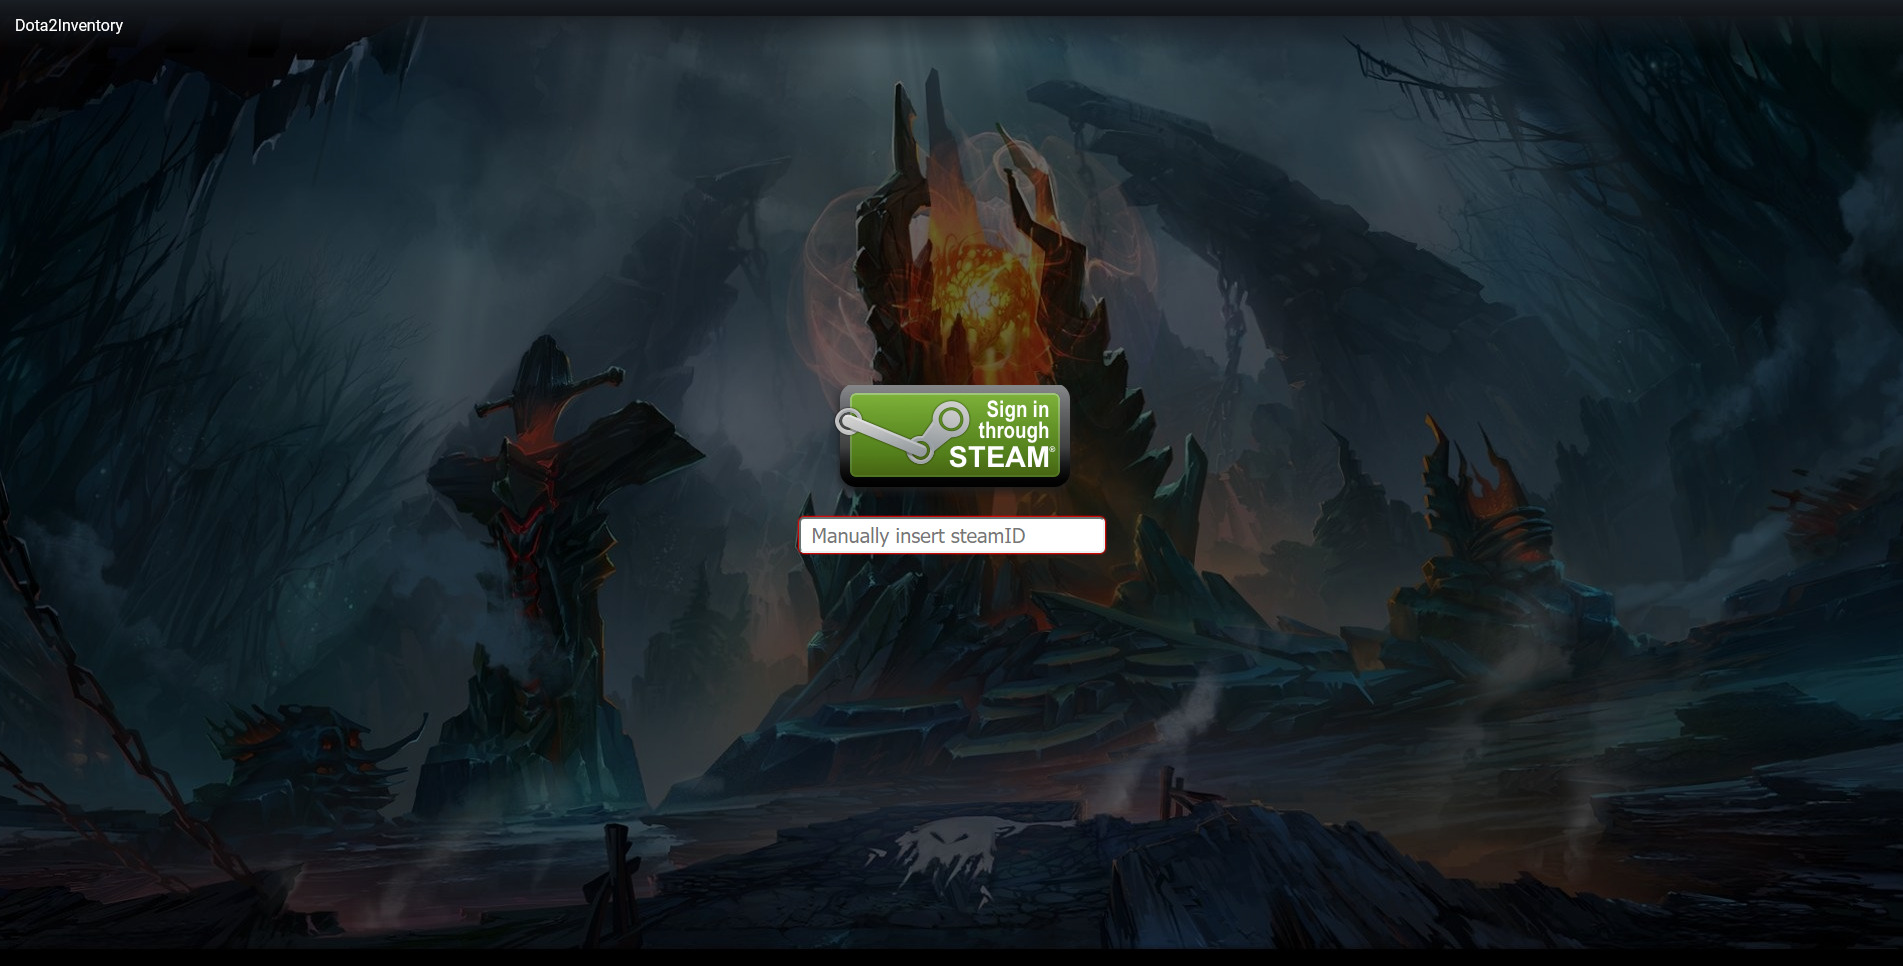 Dota2Inventory
Sign in
through
STEAM®
Manually insert steamID